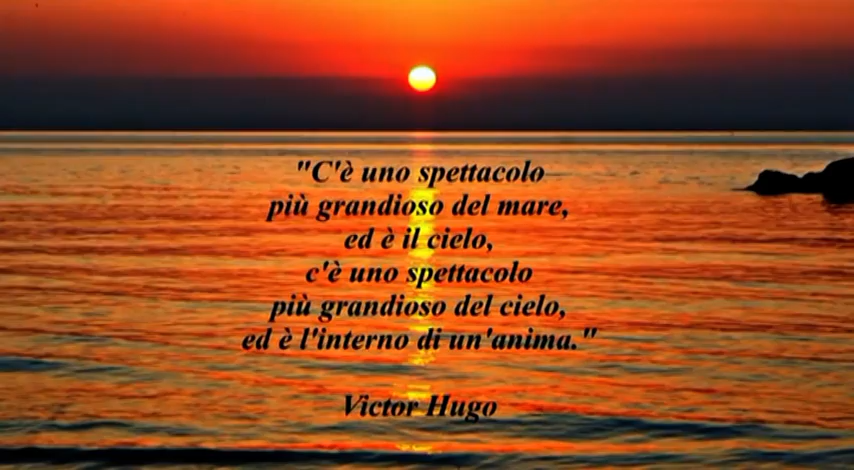 "C'è uno spettacolo
più grandioso del mare,
ed è il cielo,
c'è uno spettacolo
più grandioso del cielo,
ed è l'interno di un'anima."
Victor Hugo